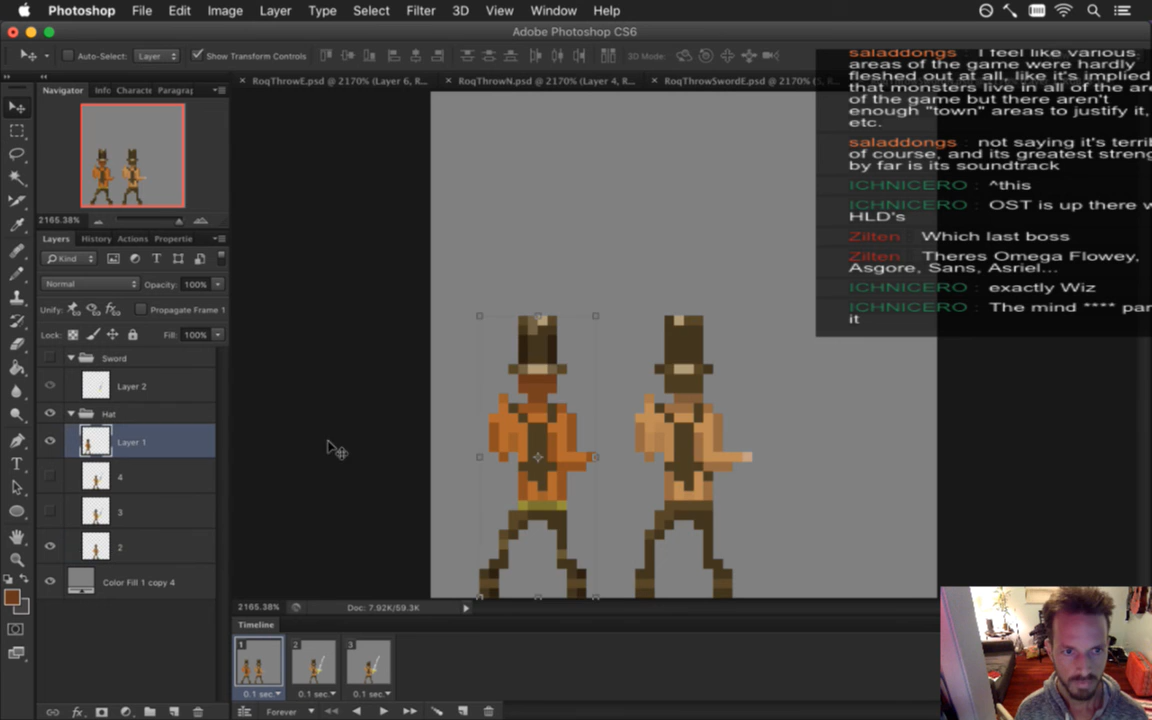 Photoshop File Edit Image Layer Type Select Filter 3D View Window Help
Adobe Photoshop CS6
Auto-Select: Layer Show Transform Controls 3D Mode:
Navigator Info Characte Paragraj
RoqThrowE.psd @ 2170% (Layer 6, R... RoqThrowN.psd @ 2170% (Layer 4, R... RoqThrowSwordE.psd @ 2170%
saladdongs : I feel like various
areas of the game were hardly
fleshed out at all, like it's implied
that monsters live in all of the are
of the game but there aren't
enough "town" areas to justify it,
etc.
saladdongs : not saying it's terrib
of course, and its greatest streng
by far is its soundtrack
ICHNICERO : ^this
ICHNICERO : OST is up there w
HLD's
Zilten : Which last boss
Zilten : Theres Omega Flowey,
Asgore, Sans, Asriel...
ICHNICERO : exactly Wiz
ICHNICERO : The mind **** par
it
2165.38%
Layers History Actions Propertie
Kind
Normal Opacity: 100%
Unify: Propagate Frame 1
Lock: Fill: 100%
Sword
Layer 2
Hat
Layer 1
4
3
2
Color Fill 1 copy 4
2165.38% Doc: 7.92K/59.3K
Timeline
1 2 3
0.1 sec. 0.1 sec. 0.1 sec.
Forever